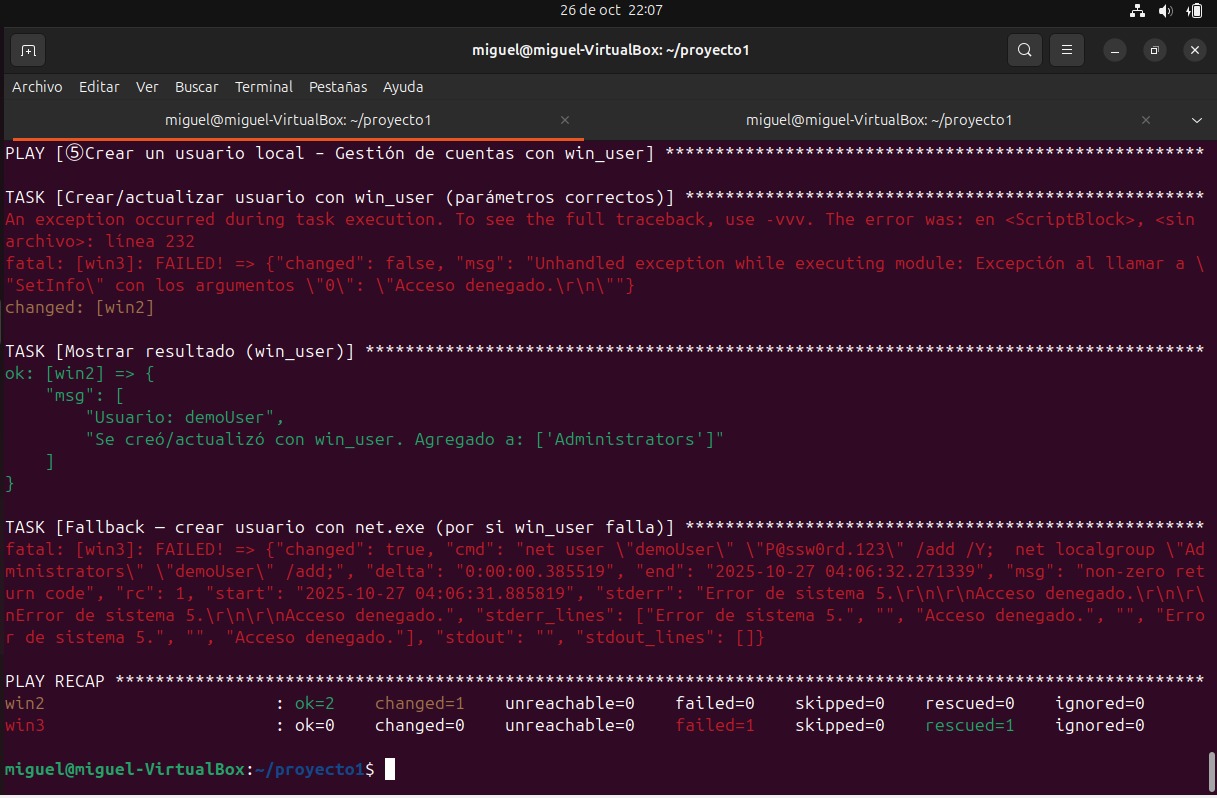 26 de oct 22:07
miguel@miguel-VirtualBox: ~/proyecto1
Archivo Editar Ver Buscar Terminal Pestañas Ayuda
miguel@miguel-VirtualBox: ~/proyecto1 × miguel@miguel-VirtualBox: ~/proyecto1 ×
PLAY [⑤Crear un usuario local – Gestión de cuentas con win_user] ******************************************************
TASK [Crear/actualizar usuario con win_user (parámetros correctos)] ****************************************************
An exception occurred during task execution. To see the full traceback, use -vvv. The error was: en <ScriptBlock>, <sin
archivo>: línea 232
fatal: [win3]: FAILED! => {"changed": false, "msg": "Unhandled exception while executing module: Excepción al llamar a \
"SetInfo\" con los argumentos \"0\": \"Acceso denegado.\r\n\""}
changed: [win2]
TASK [Mostrar resultado (win_user)] ************************************************************************************
ok: [win2] => {
    "msg": [
        "Usuario: demoUser",
        "Se creó/actualizó con win_user. Agregado a: ['Administrators']"
    ]
}
TASK [Fallback — crear usuario con net.exe (por si win_user falla)] ****************************************************
fatal: [win3]: FAILED! => {"changed": true, "cmd": "net user \"demoUser\" \"P@ssw0rd.123\" /add /Y;  net localgroup \"Ad
ministrators\" \"demoUser\" /add;", "delta": "0:00:00.385519", "end": "2025-10-27 04:06:32.271339", "msg": "non-zero ret
urn code", "rc": 1, "start": "2025-10-27 04:06:31.885819", "stderr": "Error de sistema 5.\r\n\r\nAcceso denegado.\r\n\r\
nError de sistema 5.\r\n\r\nAcceso denegado.", "stderr_lines": ["Error de sistema 5.", "", "Acceso denegado.", "", "Erro
r de sistema 5.", "", "Acceso denegado."], "stdout": "", "stdout_lines": []}
PLAY RECAP *************************************************************************************************************
win2                       : ok=2    changed=1    unreachable=0    failed=0    skipped=0    rescued=0    ignored=0
win3                       : ok=0    changed=0    unreachable=0    failed=1    skipped=0    rescued=1    ignored=0
miguel@miguel-VirtualBox:~/proyecto1$